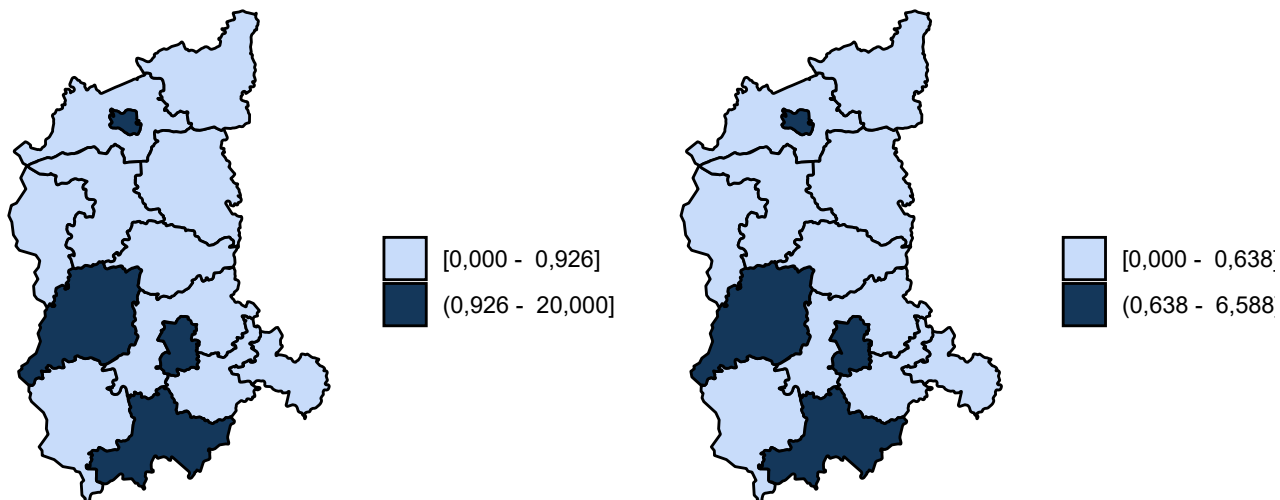 [0,000 - 0,926]
(0,926 - 20,000]
[0,000 - 0,638]
(0,638 - 6,588]